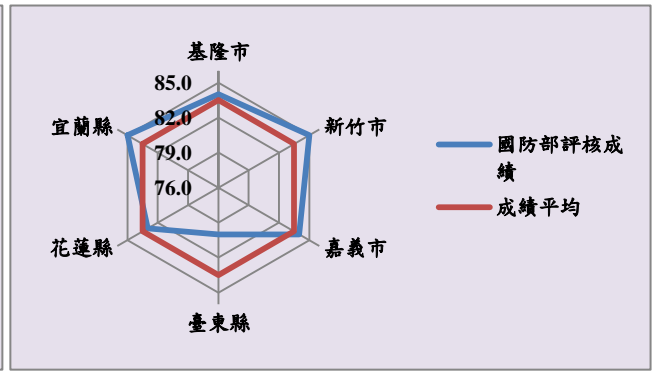 基隆市
85.0
82.0
79.0
76.0
宜蘭縣
新竹市
花蓮縣
嘉義市
臺東縣
國防部評核成
績
成績平均